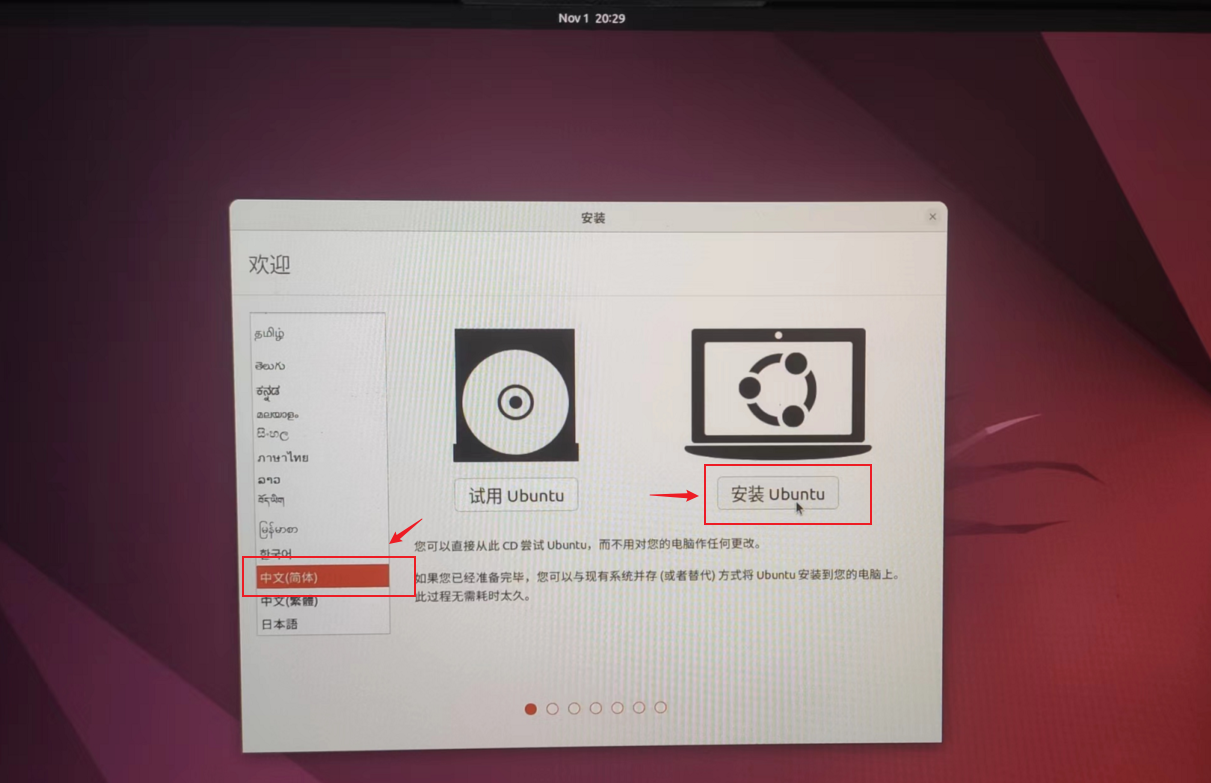 Nov 1 20:29
安装
欢迎
தமிழ்
తెలుగు
ಕನ್ನಡ
മലയാളം
සිංහල
ภาษาไทย
ລາວ
བོད་ཡིག
မြန်မာစာ
한국어
中文(简体)
中文(繁體)
日本語
试用 Ubuntu
安装 Ubuntu
您可以直接从此 CD 尝试 Ubuntu，而不用对您的电脑作任何更改。
如果您已经准备完毕，您可以与现有系统并存 (或者替代) 方式将 Ubuntu 安装到您的电脑上。
此过程无需耗时太久。